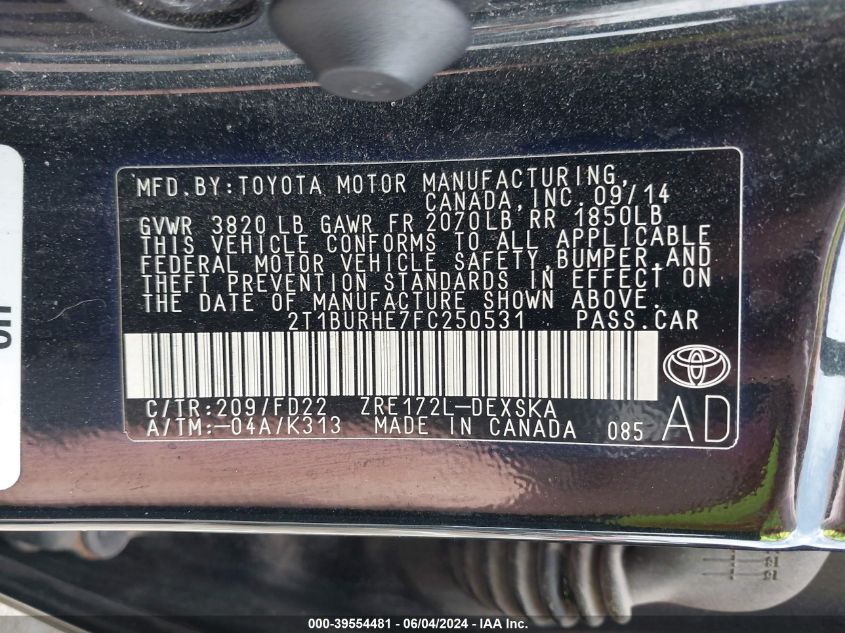 MFD.BY:TOYOTA MOTOR MANUFACTURING,
CANADA, INC. 09/14
GVWR 3820 LB GAWR FR 2070LB RR 1850LB
THIS VEHICLE CONFORMS TO ALL APPLICABLE
FEDERAL MOTOR VEHICLE SAFETY, BUMPER, AND
THEFT PREVENTION STANDARDS IN EFFECT ON
THE DATE OF MANUFACTURE SHOWN ABOVE.
2T1BURHE7FC250531 PASS.CAR
C/TR:209/FD22 ZRE172L-DEXSKA
A/TM:-04A/K313 MADE IN CANADA 085 AD
000-39554481 - 06/04/2024 - IAA Inc.